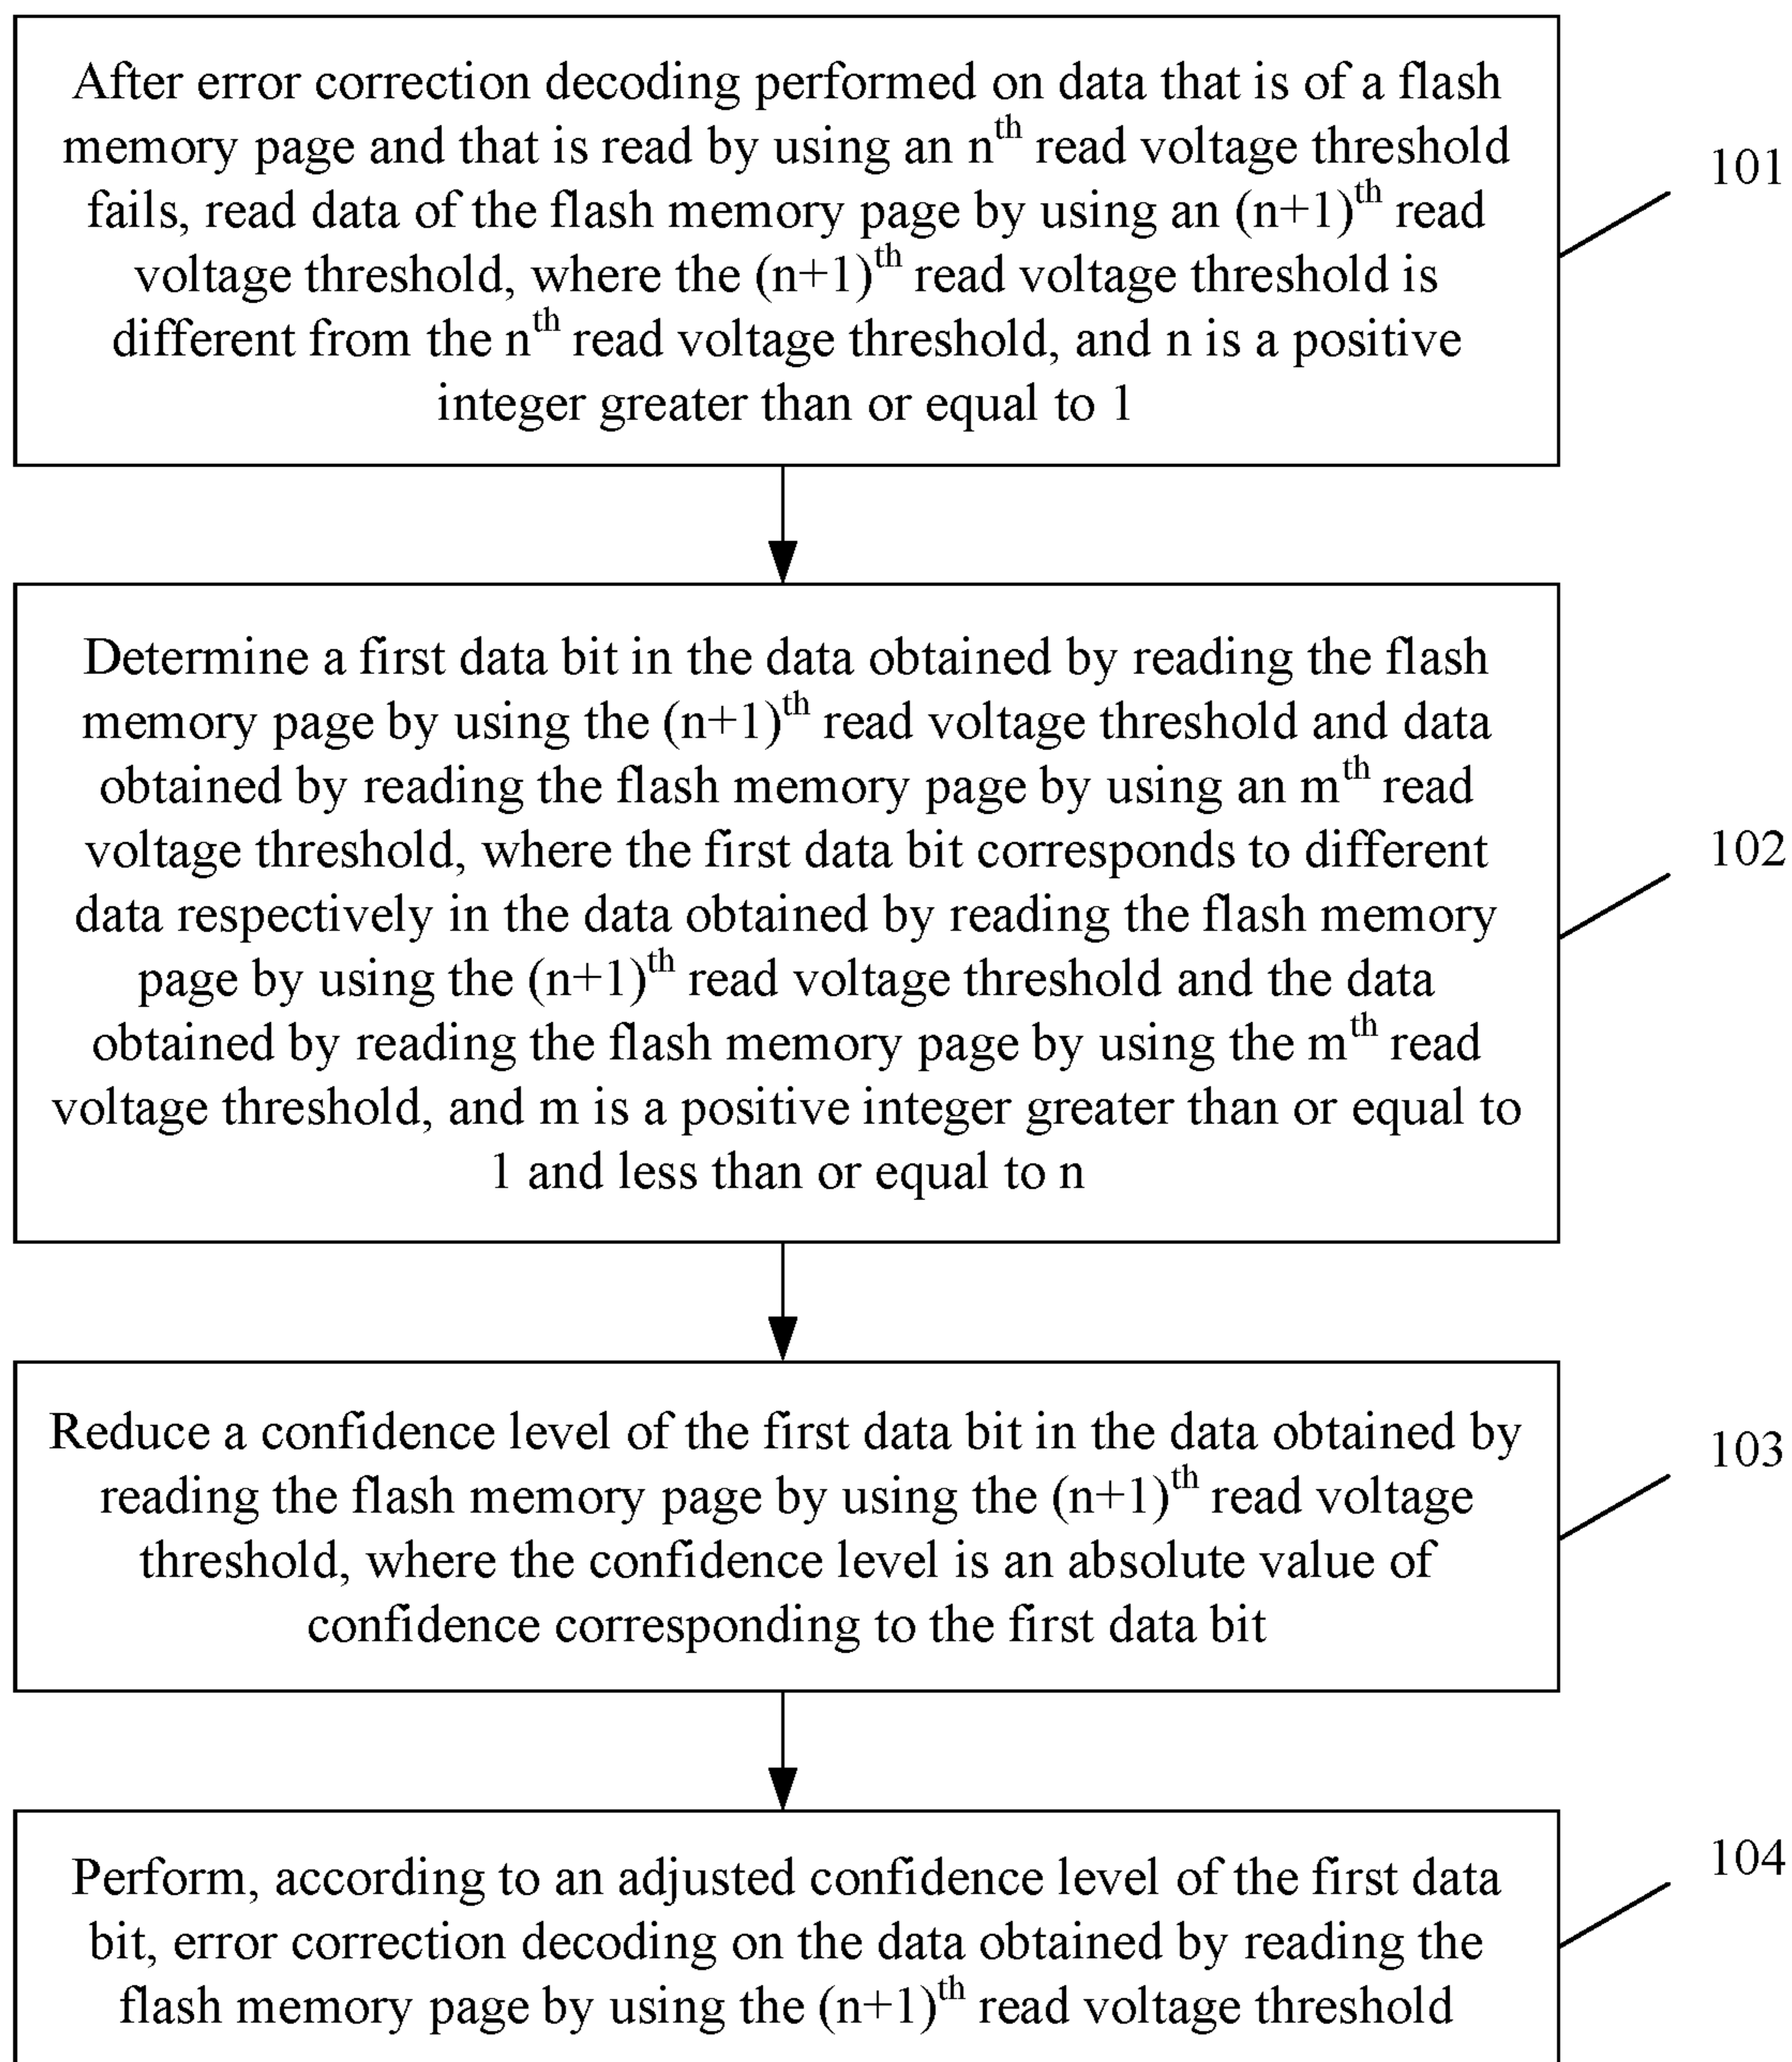 After error correction decoding performed on data that is of a flash
memory page and that is read by using an nth read voltage threshold
fails, read data of the flash memory page by using an (n+1)th read
voltage threshold, where the (n+1)th read voltage threshold is
different from the nth read voltage threshold, and n is a positive
integer greater than or equal to 1
101
Determine a first data bit in the data obtained by reading the flash
memory page by using the (n+1)th read voltage threshold and data
obtained by reading the flash memory page by using an mth read
voltage threshold, where the first data bit corresponds to different
data respectively in the data obtained by reading the flash memory
page by using the (n+1)th read voltage threshold and the data
obtained by reading the flash memory page by using the mth read
voltage threshold, and m is a positive integer greater than or equal to
1 and less than or equal to n
102
Reduce a confidence level of the first data bit in the data obtained by
reading the flash memory page by using the (n+1)th read voltage
threshold, where the confidence level is an absolute value of
confidence corresponding to the first data bit
103
Perform, according to an adjusted confidence level of the first data
bit, error correction decoding on the data obtained by reading the
flash memory page by using the (n+1)th read voltage threshold
104